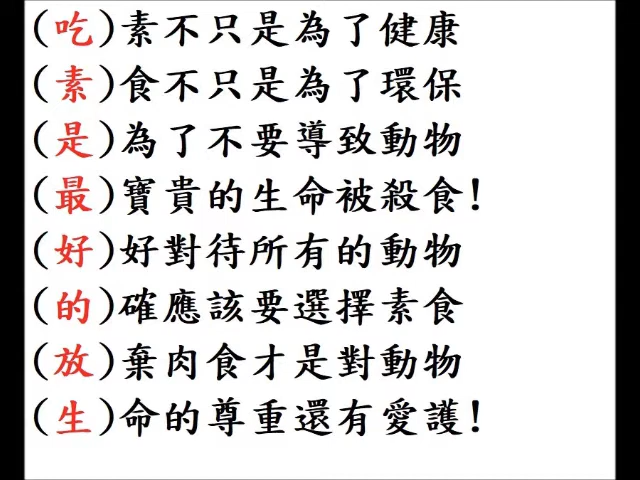 (吃)素不只是為了健康
(素)食不只是為了環保
(是)為了不要導致動物
(最)寶貴的生命被殺食!
(好)好對待所有的動物
(的)確應該要選擇素食
(放)棄肉食才是對動物
(生)命的尊重還有愛護!